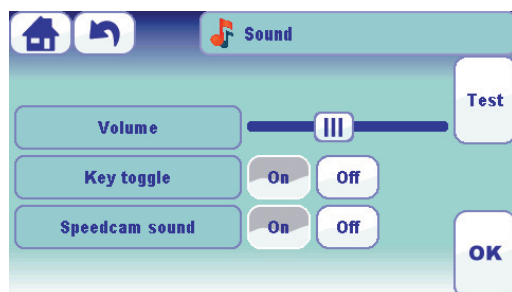 Sound
Test
Volume
Key toggle
On
Off
Speedcam sound
On
Off
OK